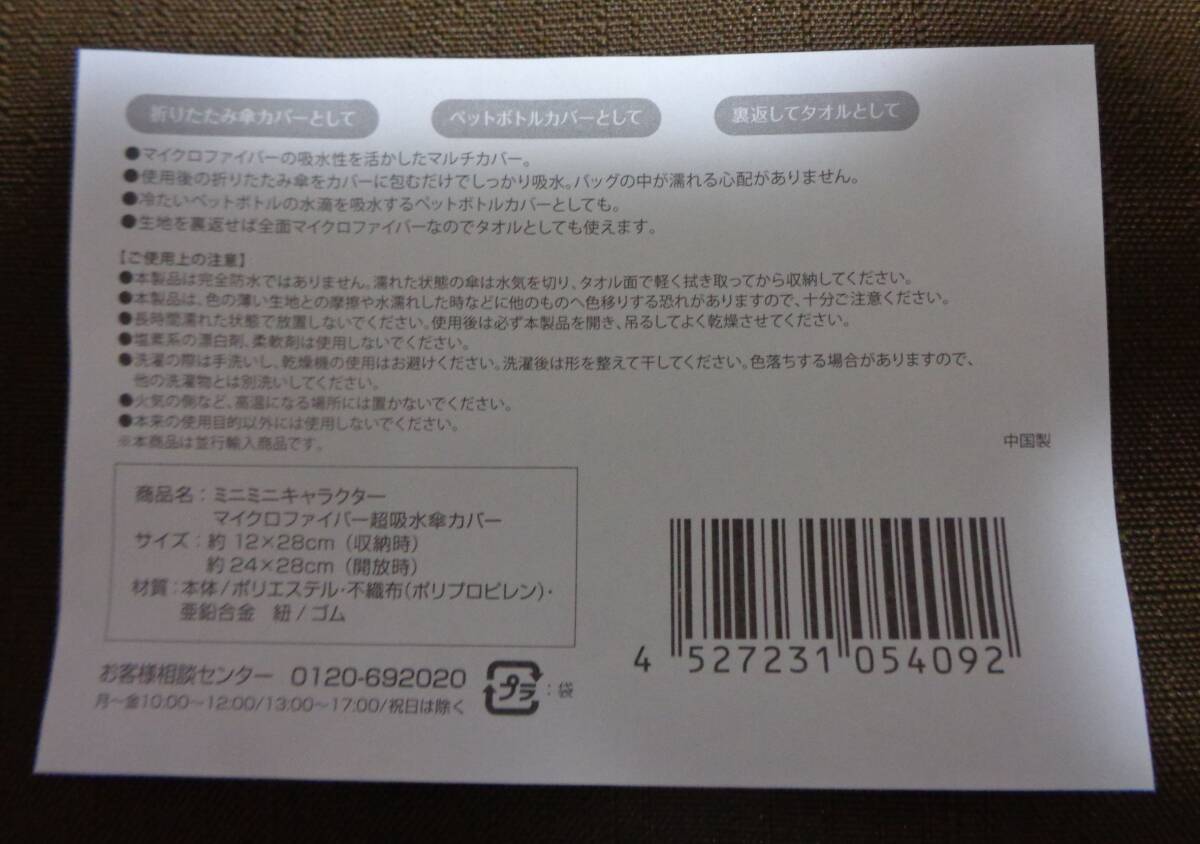 折りたたみ傘カバーとして ペットボトルカバーとして 裏返してタオルとして
●マイクロファイバーの吸水性を活かしたマルチカバー。
●使用後の折りたたみ傘をカバーに包むだけでしっかり吸水。バッグの中が濡れる心配がありません。
●冷たいペットボトルの水滴を吸水するペットボトルカバーとしても。
●生地を裏返せば全面マイクロファイバーなのでタオルとしても使えます。
【ご使用上の注意】
●本製品は完全防水ではありません。濡れた状態の傘は水気を切り、タオル面で軽く拭き取ってから収納してください。
●本製品は、色の薄い生地との摩擦や水濡れした時などに他のものへ色移りする恐れがありますので、十分ご注意ください。
●長時間濡れた状態で放置しないでください。使用後は必ず本製品を開き、吊るしてよく乾燥させてください。
●塩素系の漂白剤、柔軟剤は使用しないでください。
●洗濯の際は手洗いし、乾燥機の使用はお避けください。洗濯後は形を整えて干してください。色落ちする場合がありますので、
他の洗濯物とは別洗いしてください。
●火気の側など、高温になる場所には置かないでください。
●本来の使用目的以外には使用しないでください。
※本商品は並行輸入商品です。
中国製
商品名：ミニミニキャラクター
マイクロファイバー超吸水傘カバー
サイズ：約12×28cm（収納時）
約24×28cm（開放時）
材質：本体/ポリエステル・不織布(ポリプロピレン)・
亜鉛合金 紐/ゴム
お客様相談センター 0120-692020
月～金10:00～12:00/13:00～17:00/祝日は除く
プラ：袋
4 527231 054092